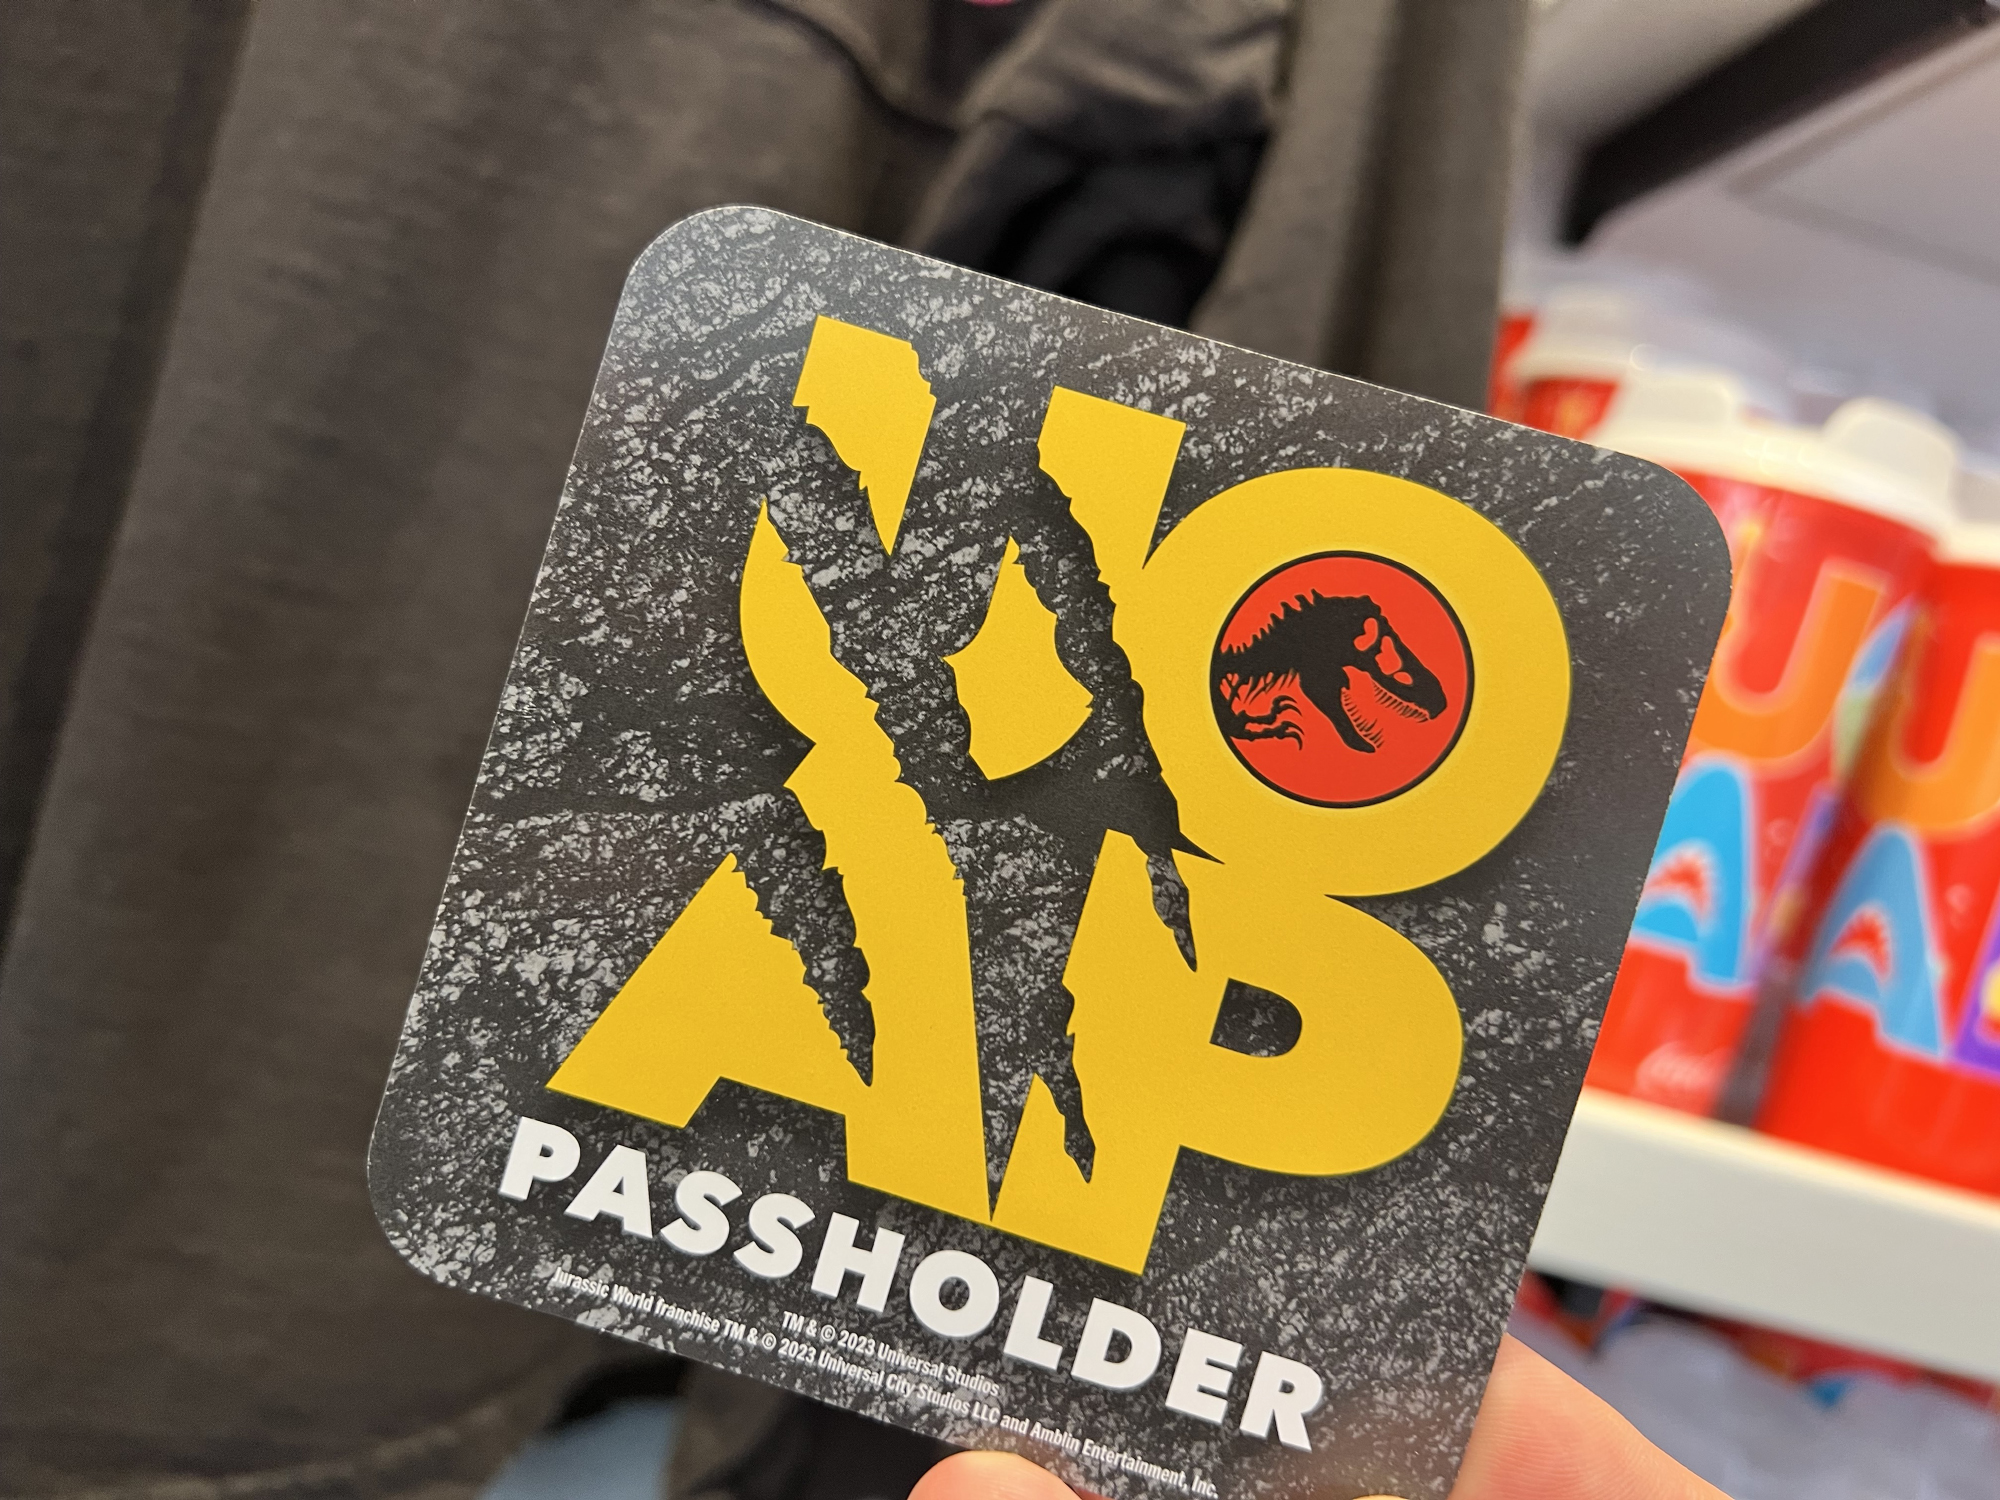 UO
AP
PASSHOLDER
TM & © 2023 Universal Studios
Jurassic World franchise TM & © 2023 Universal City Studios LLC and Amblin Entertainment, Inc.